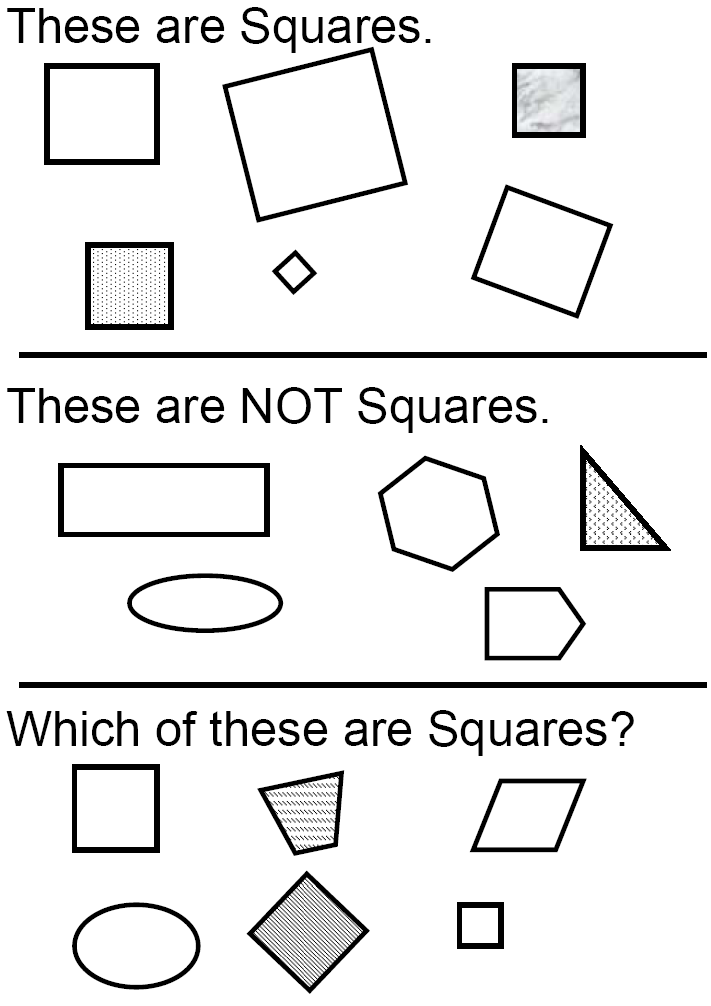 These are Squares.
These are NOT Squares.
Which of these are Squares?